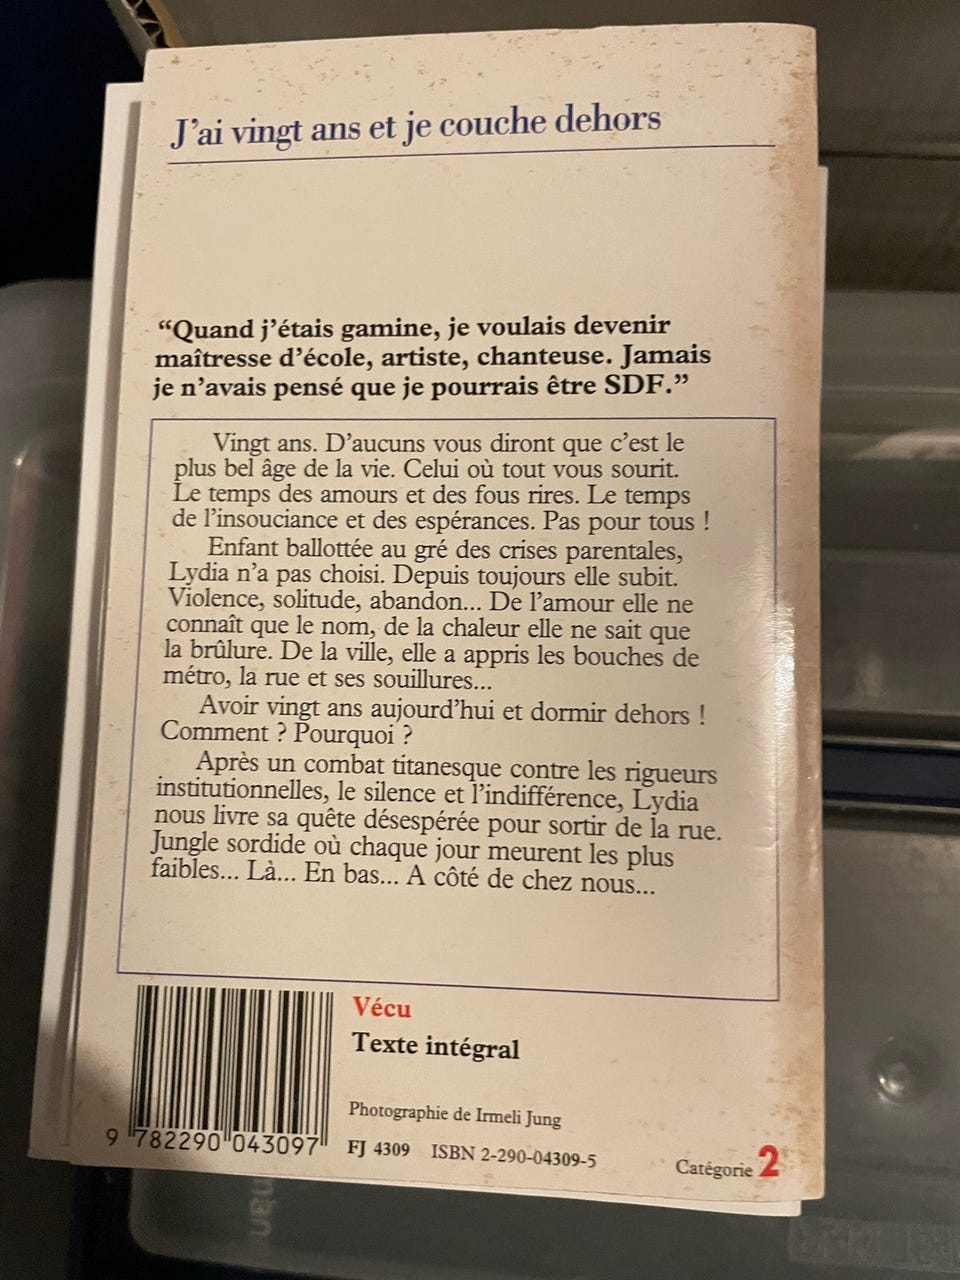 J'ai vingt ans et je couche dehors
“Quand j'étais gamine, je voulais devenir
maîtresse d'école, artiste, chanteuse. Jamais
je n'avais pensé que je pourrais être SDF.”
Vingt ans. D'aucuns vous diront que c'est le
plus bel âge de la vie. Celui où tout vous sourit.
Le temps des amours et des fous rires. Le temps
de l'insouciance et des espérances. Pas pour tous !
Enfant ballottée au gré des crises parentales,
Lydia n'a pas choisi. Depuis toujours elle subit.
Violence, solitude, abandon... De l'amour elle ne
connaît que le nom, de la chaleur elle ne sait que
la brûlure. De la ville, elle a appris les bouches de
métro, la rue et ses souillures...
Avoir vingt ans aujourd'hui et dormir dehors !
Comment ? Pourquoi ?
Après un combat titanesque contre les rigueurs
institutionnelles, le silence et l'indifférence, Lydia
nous livre sa quête désespérée pour sortir de la rue.
Jungle sordide où chaque jour meurent les plus
faibles... Là... En bas... A côté de chez nous...
Vécu
Texte intégral
Photographie de Irmeli Jung
9 782290 043097
FJ 4309 ISBN 2-290-04309-5
Catégorie 2